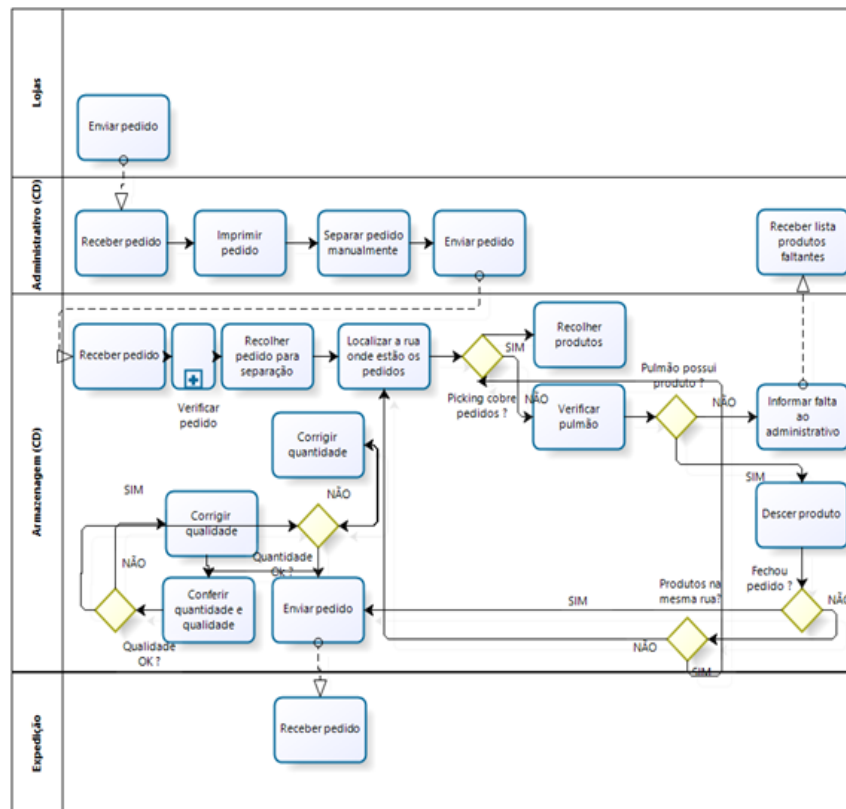 Lojas
Enviar pedido
Administrativo (CD)
Receber pedido
Imprimir
pedido
Separar pedido
manualmente
Enviar pedido
Receber lista
produtos
faltantes
Armazenagem (CD)
Receber pedido
Verificar
pedido
Recolher
pedido para
separação
Localizar a rua
onde estão os
pedidos
Picking cobre
pedidos ?
SIM
Recolher
produtos
NÃO
Verificar
pulmão
Pulmão possui
produto ?
NÃO
Informar falta
ao
administrativo
SIM
Descer produto
Fechou
pedido ?
NÃO
SIM
Produtos na
mesma rua?
NÃO
SIM
Corrigir
quantidade
NÃO
Quantidade
Ok ?
SIM
Corrigir
qualidade
NÃO
Conferir
quantidade e
qualidade
Qualidade
OK ?
Enviar pedido
Expedição
Receber pedido